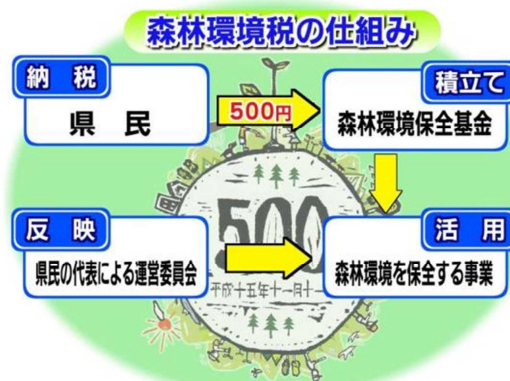 森林環境税の仕組み
納税
県民
500円
積立て
森林環境保全基金
反映
県民の代表による運営委員会
活用
森林環境を保全する事業
500
平成十五年十一月十一